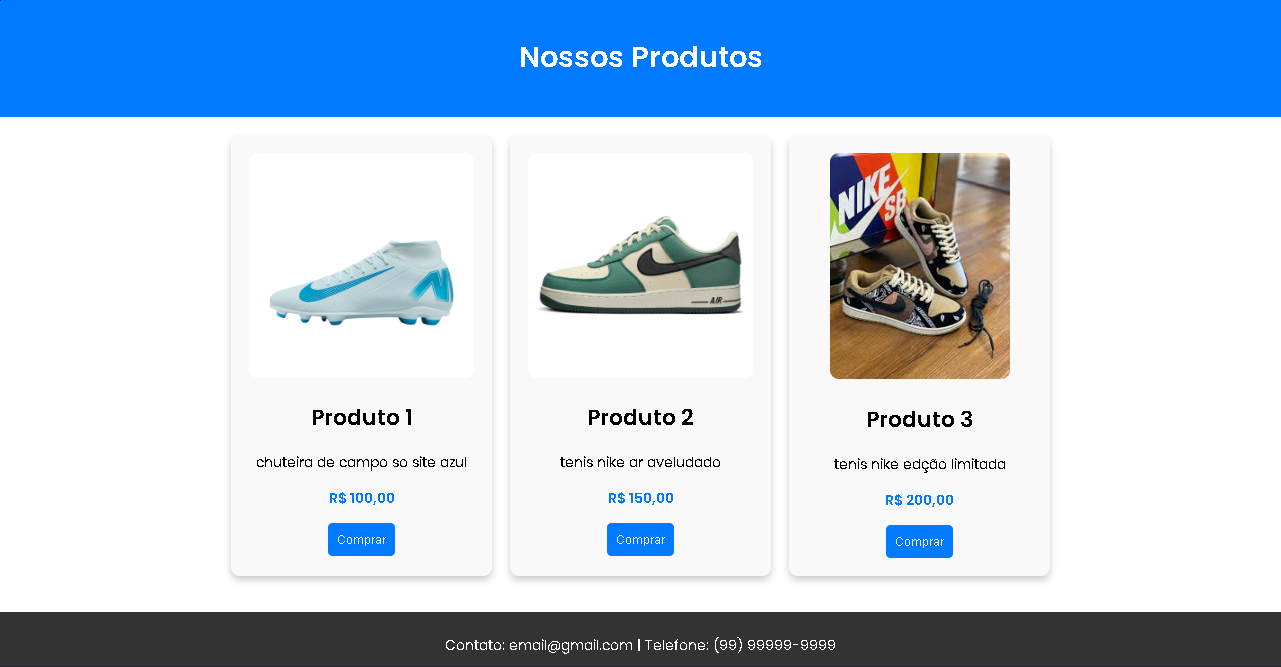 Nossos Produtos
NIKE
SB
AIR
Produto 1
Produto 2
Produto 3
chuteira de campo so site azul
tenis nike ar aveludado
tenis nike edção limitada
R$ 100,00
R$ 150,00
R$ 200,00
Comprar
Comprar
Comprar
Contato: email@gmail.com | Telefone: (99) 99999-9999